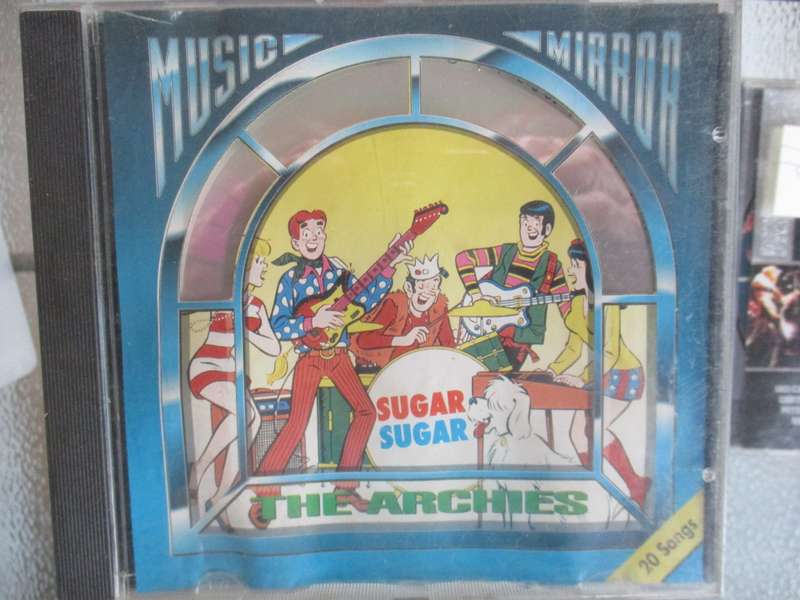 MUSIC MIRROR
SUGAR
SUGAR
THE ARCHIES
20 Songs